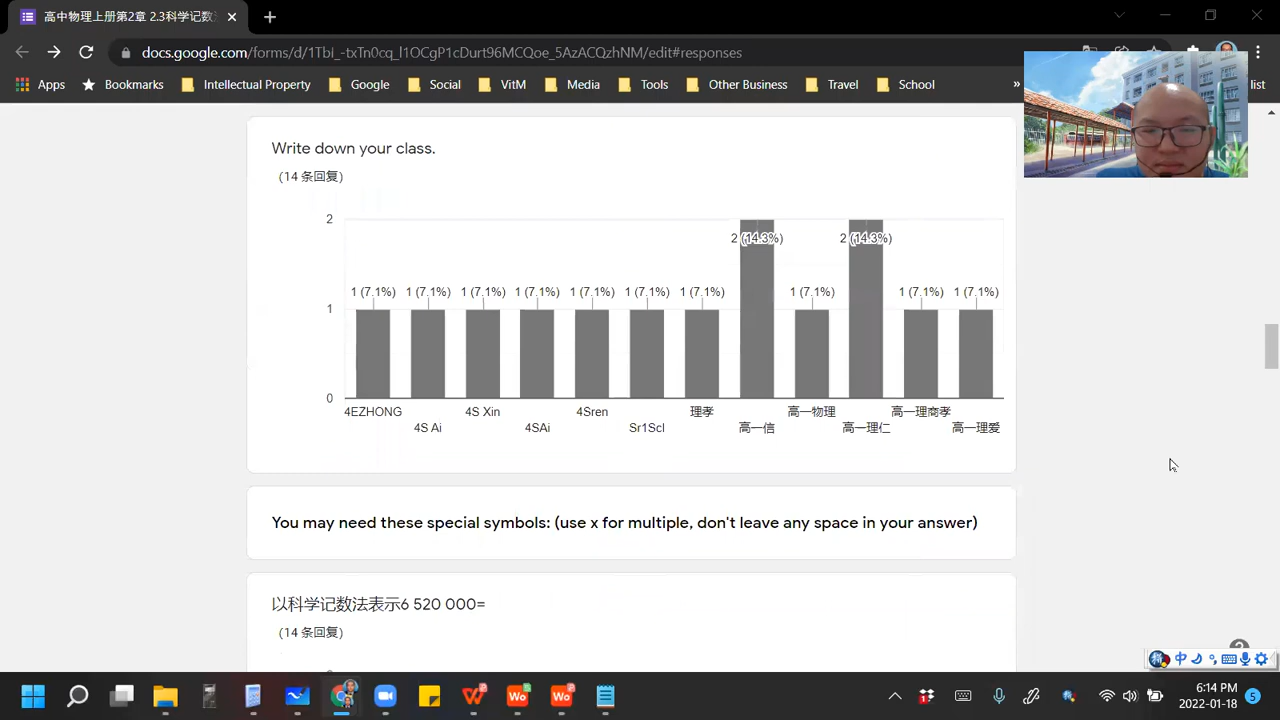 高中物理上册第2章 2.3科学记数
docs.google.com/forms/d/1Tbi_-txTn0cq_l1OCgP1cDurt96MCQoe_5AzACQzhNM/edit#responses
Apps Bookmarks Intellectual Property Google Social VitM Media Tools Other Business Travel School » list
Write down your class.
(14 条回复)
2
2 (14.3%) 2 (14.3%)
1 (7.1%) 1 (7.1%) 1 (7.1%) 1 (7.1%) 1 (7.1%) 1 (7.1%) 1 (7.1%) 1 (7.1%) 1 (7.1%) 1 (7.1%)
1
0
4EZHONG 4S Xin 4Sren 理孝 高一物理 高一理商孝
4S Ai 4SAi Sr1ScI 高一信 高一理仁 高一理爱
You may need these special symbols: (use x for multiple, don't leave any space in your answer)
以科学记数法表示6 520 000=
(14 条回复)
中
6:14 PM
2022-01-18
5